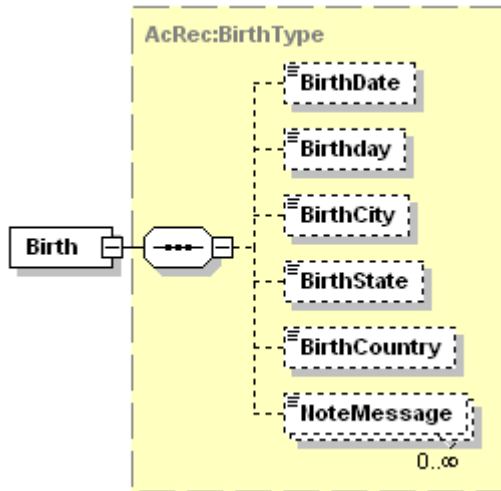 AcRec:BirthType
BirthDate
Birthday
BirthCity
Birth
BirthState
BirthCountry
NoteMessage
0..∞